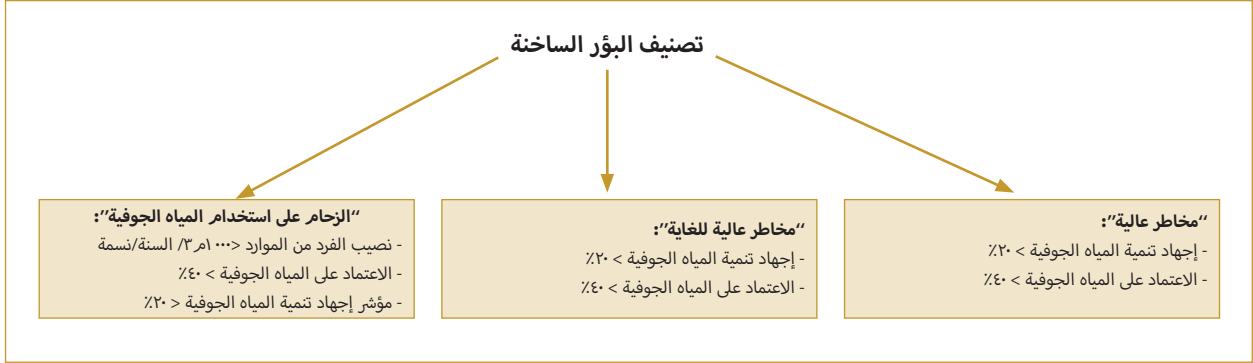 تصنيف البؤر الساخنة
“مخاطر عالية”:
- إجهاد تنمية المياه الجوفية > ٢٠٪
- الاعتماد على المياه الجوفية > ٤٠٪
“مخاطر عالية للغاية”:
- إجهاد تنمية المياه الجوفية > ٢٠٪
- الاعتماد على المياه الجوفية > ٤٠٪
“الزحام على استخدام المياه الجوفية”:
- نصيب الفرد من الموارد <١٠٠٠م٣/ السنة/نسمة
- الاعتماد على المياه الجوفية > ٤٠٪
- مؤشر إجهاد تنمية المياه الجوفية < ٢٠٪